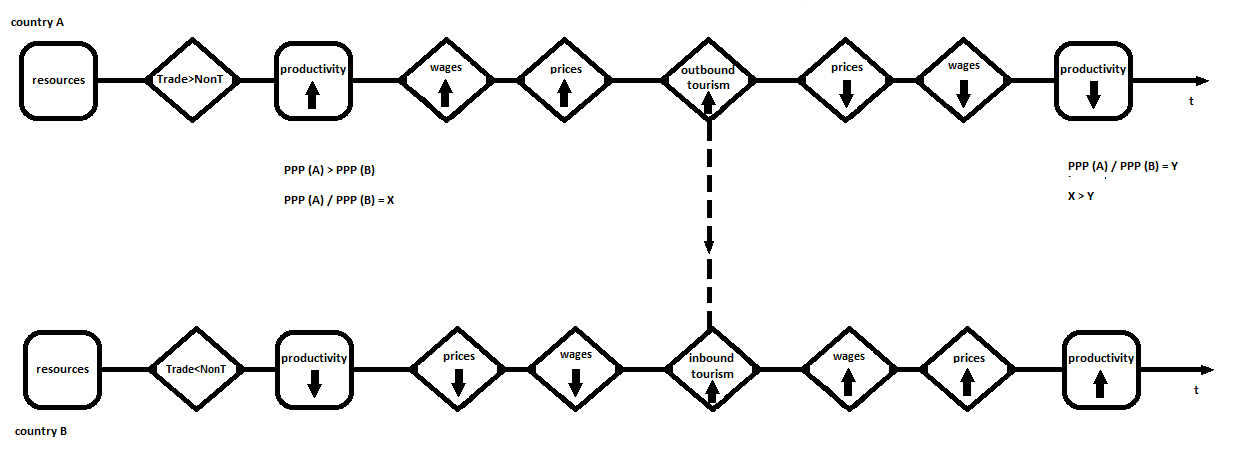 country A
resources
Trade>NonT
productivity
wages
prices
outbound
tourism
prices
wages
productivity
t
PPP (A) > PPP (B)
PPP (A) / PPP (B) = X
PPP (A) / PPP (B) = Y
X > Y
resources
Trade<NonT
productivity
prices
wages
inbound
tourism
wages
prices
productivity
t
country B